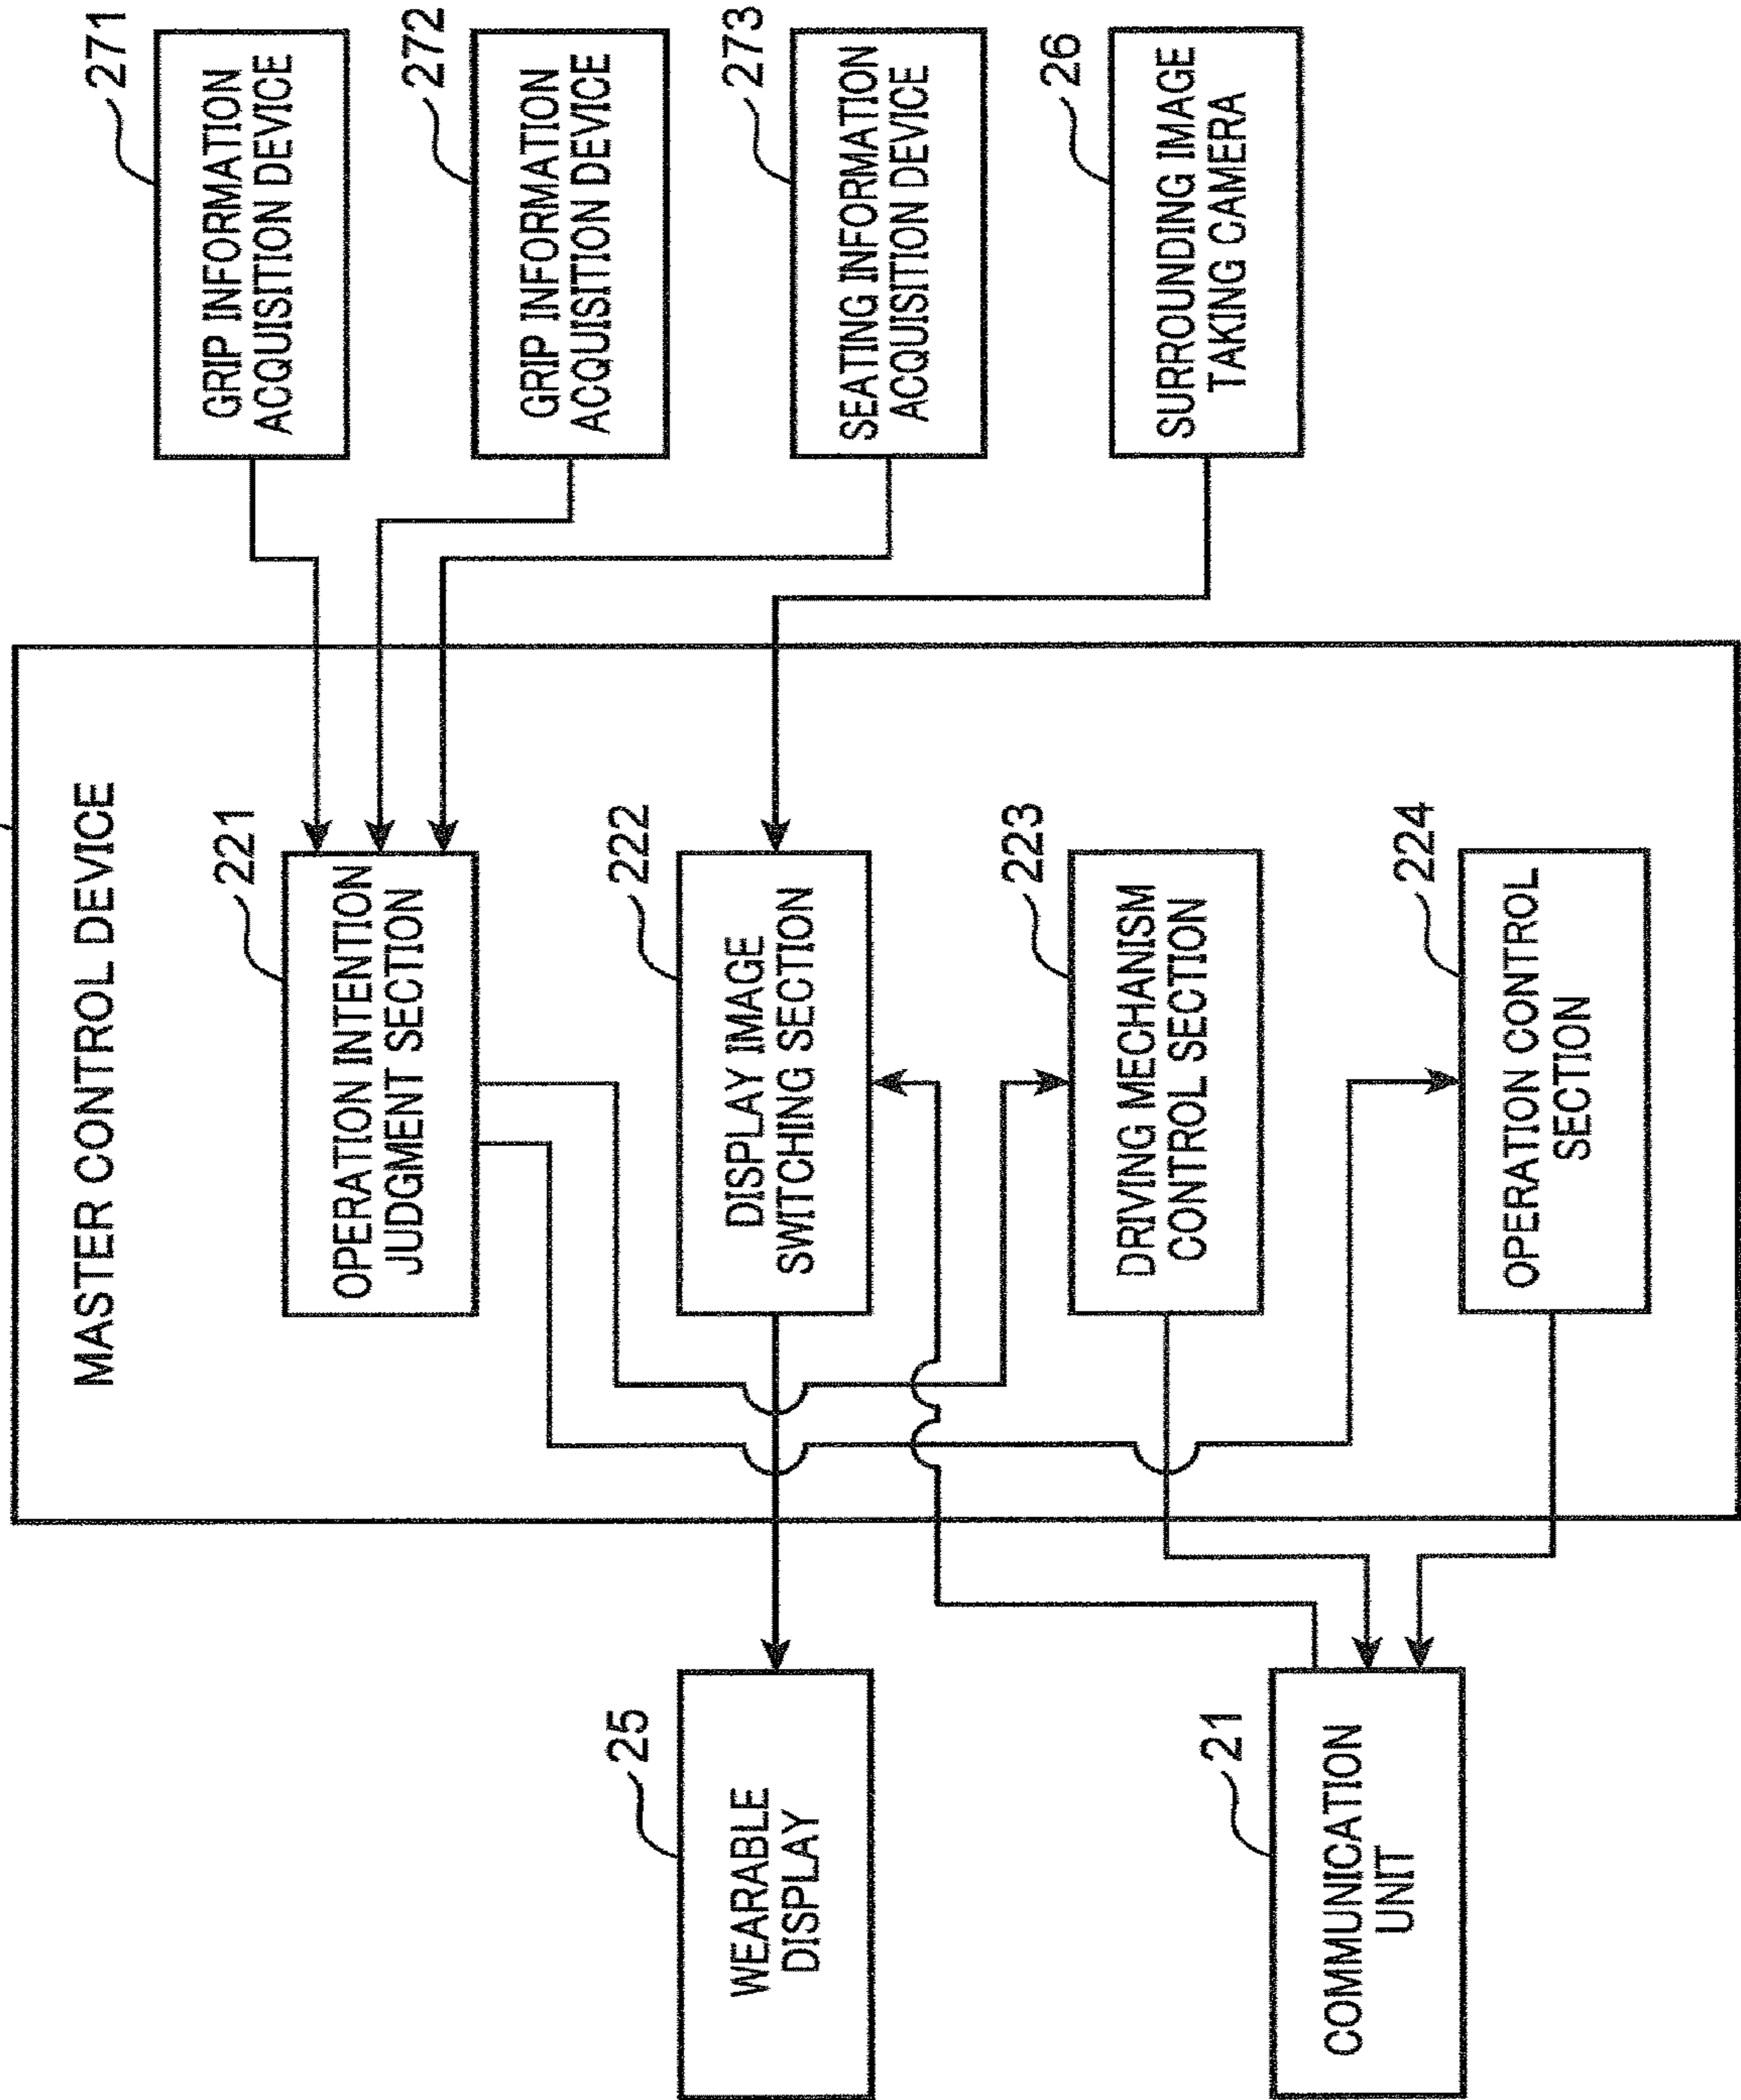 MASTER CONTROL DEVICE
271
GRIP INFORMATION
ACQUISITION DEVICE
272
GRIP INFORMATION
ACQUISITION DEVICE
273
SEATING INFORMATION
ACQUISITION DEVICE
26
SURROUNDING IMAGE
TAKING CAMERA
221
OPERATION INTENTION
JUDGMENT SECTION
222
DISPLAY IMAGE
SWITCHING SECTION
223
DRIVING MECHANISM
CONTROL SECTION
224
OPERATION CONTROL
SECTION
25
WEARABLE
DISPLAY
21
COMMUNICATION
UNIT